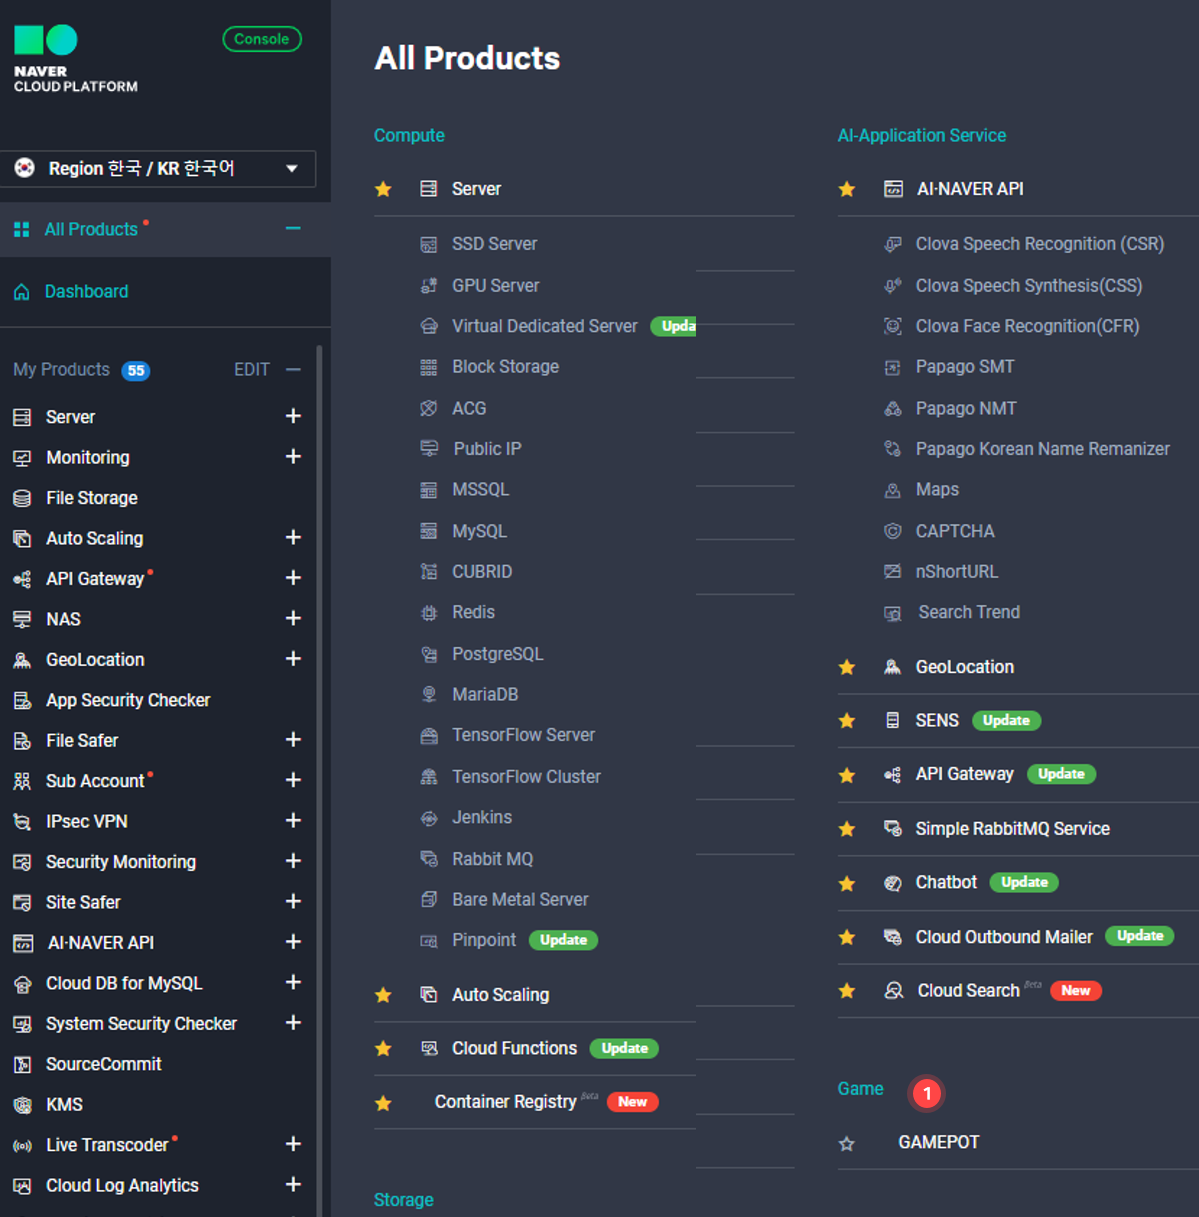 NAVER
CLOUD PLATFORM
Console
Region 한국 / KR 한국어
All Products
Dashboard
My Products 55 EDIT
Server
Monitoring
File Storage
Auto Scaling
API Gateway
NAS
GeoLocation
App Security Checker
File Safer
Sub Account
IPsec VPN
Security Monitoring
Site Safer
AI·NAVER API
Cloud DB for MySQL
System Security Checker
SourceCommit
KMS
Live Transcoder
Cloud Log Analytics
All Products
Compute
Server
SSD Server
GPU Server
Virtual Dedicated Server Upda
Block Storage
ACG
Public IP
MSSQL
MySQL
CUBRID
Redis
PostgreSQL
MariaDB
TensorFlow Server
TensorFlow Cluster
Jenkins
Rabbit MQ
Bare Metal Server
Pinpoint Update
Auto Scaling
Cloud Functions Update
Container Registry Beta New
Storage
AI-Application Service
AI·NAVER API
Clova Speech Recognition (CSR)
Clova Speech Synthesis(CSS)
Clova Face Recognition(CFR)
Papago SMT
Papago NMT
Papago Korean Name Remanizer
Maps
CAPTCHA
nShortURL
Search Trend
GeoLocation
SENS Update
API Gateway Update
Simple RabbitMQ Service
Chatbot Update
Cloud Outbound Mailer Update
Cloud Search Beta New
Game 1
GAMEPOT